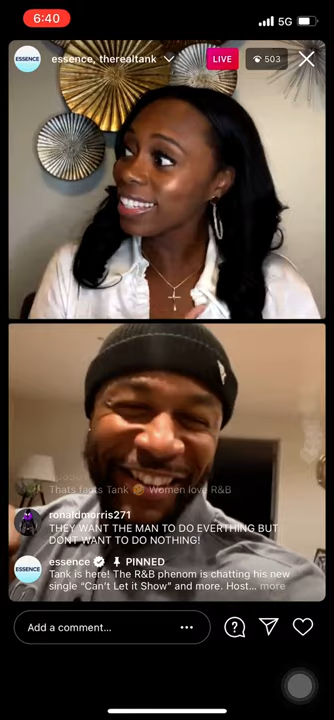 6:40
5G
ESSENCE
essence, therealtank
LIVE
503
Thats facts Tank Women love R&B
ronaldmorris271
THEY WANT THE MAN TO DO EVERTHING BUT
DONT WANT TO DO NOTHING!
ESSENCE
essence PINNED
Tank is here! The R&B phenom is chatting his new
single “Can’t Let it Show” and more. Host... more
Add a comment...